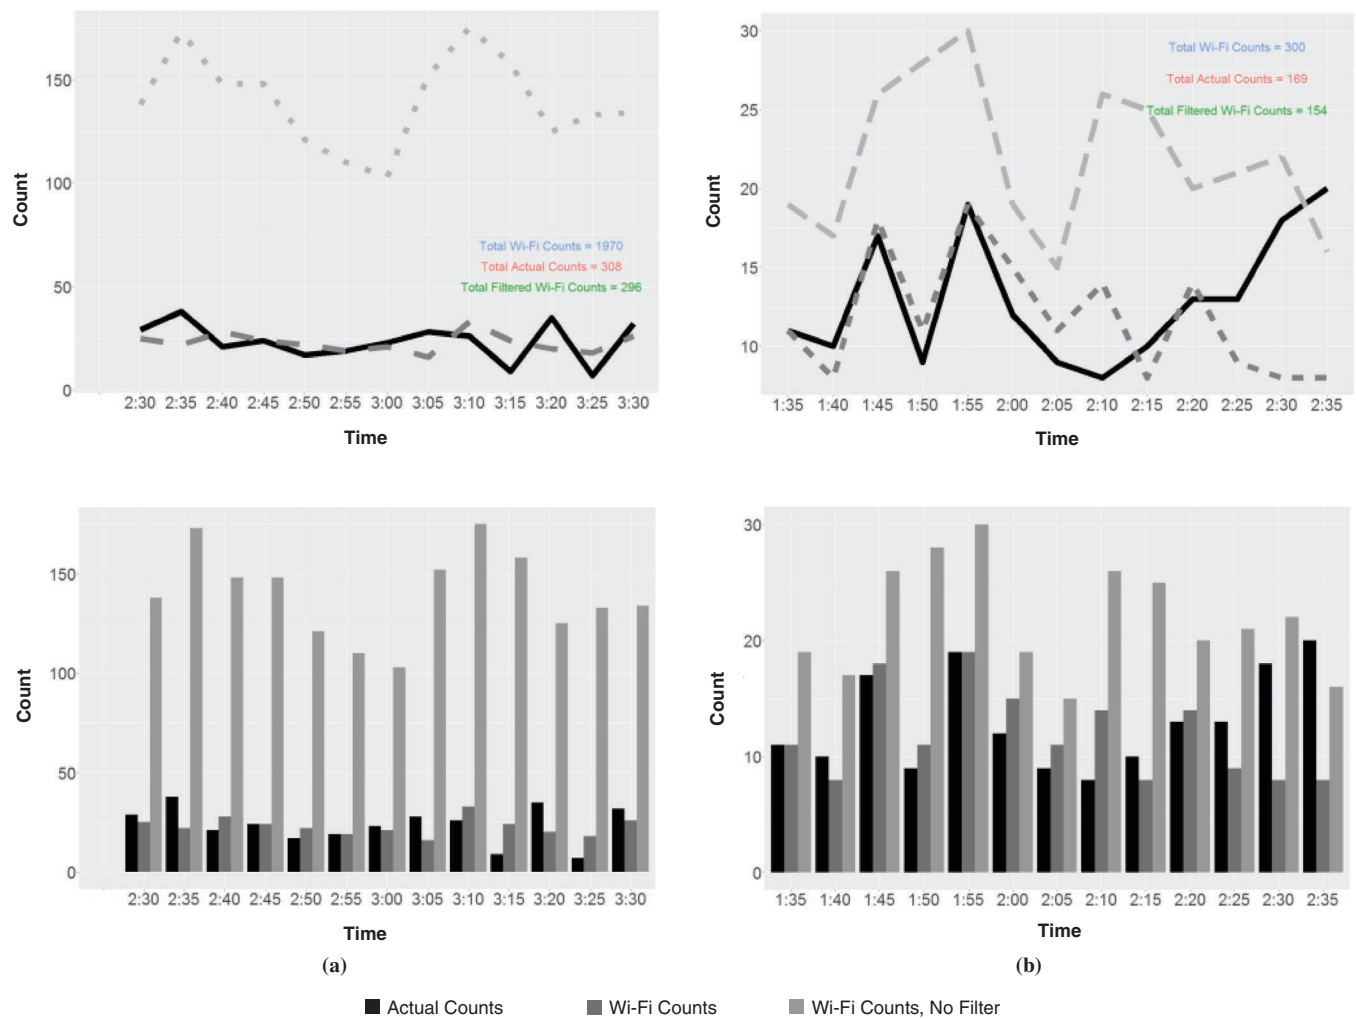 150
100
50
0
Count
Total Wi-Fi Counts = 1970
Total Actual Counts = 308
Total Filtered Wi-Fi Counts = 296
2:30 2:35 2:40 2:45 2:50 2:55 3:00 3:05 3:10 3:15 3:20 3:25 3:30
Time
30
25
20
15
10
Count
Total Wi-Fi Counts = 300
Total Actual Counts = 169
Total Filtered Wi-Fi Counts = 154
1:35 1:40 1:45 1:50 1:55 2:00 2:05 2:10 2:15 2:20 2:25 2:30 2:35
Time
150
100
50
0
Count
2:30 2:35 2:40 2:45 2:50 2:55 3:00 3:05 3:10 3:15 3:20 3:25 3:30
Time
(a)
30
20
10
0
Count
1:35 1:40 1:45 1:50 1:55 2:00 2:05 2:10 2:15 2:20 2:25 2:30 2:35
Time
(b)
Actual Counts
Wi-Fi Counts
Wi-Fi Counts, No Filter